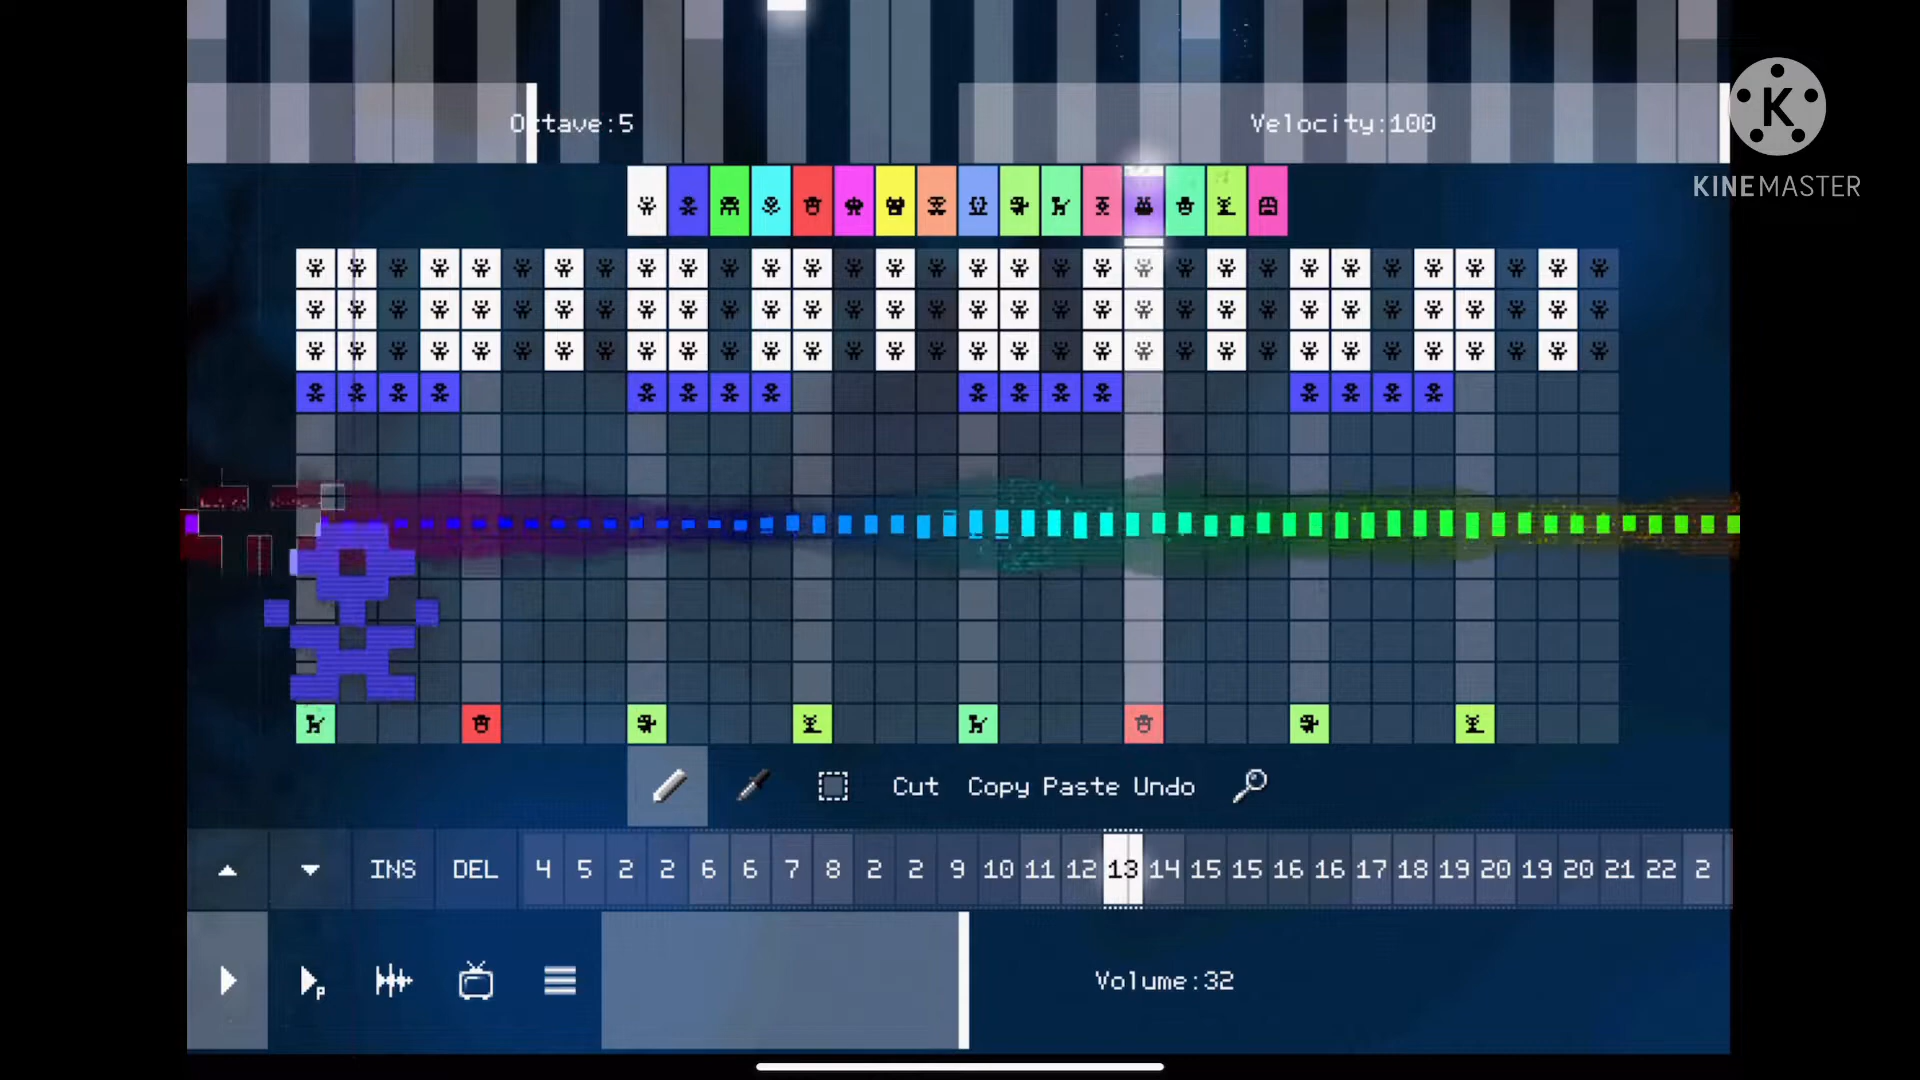 Octave:5
Velocity:100
K
KINEMASTER
Cut Copy Paste Undo
INS DEL 4 5 2 2 6 6 7 8 2 2 9 10 11 12 13 14 15 15 16 16 17 18 19 20 19 20 21 22 2
P
Volume:32